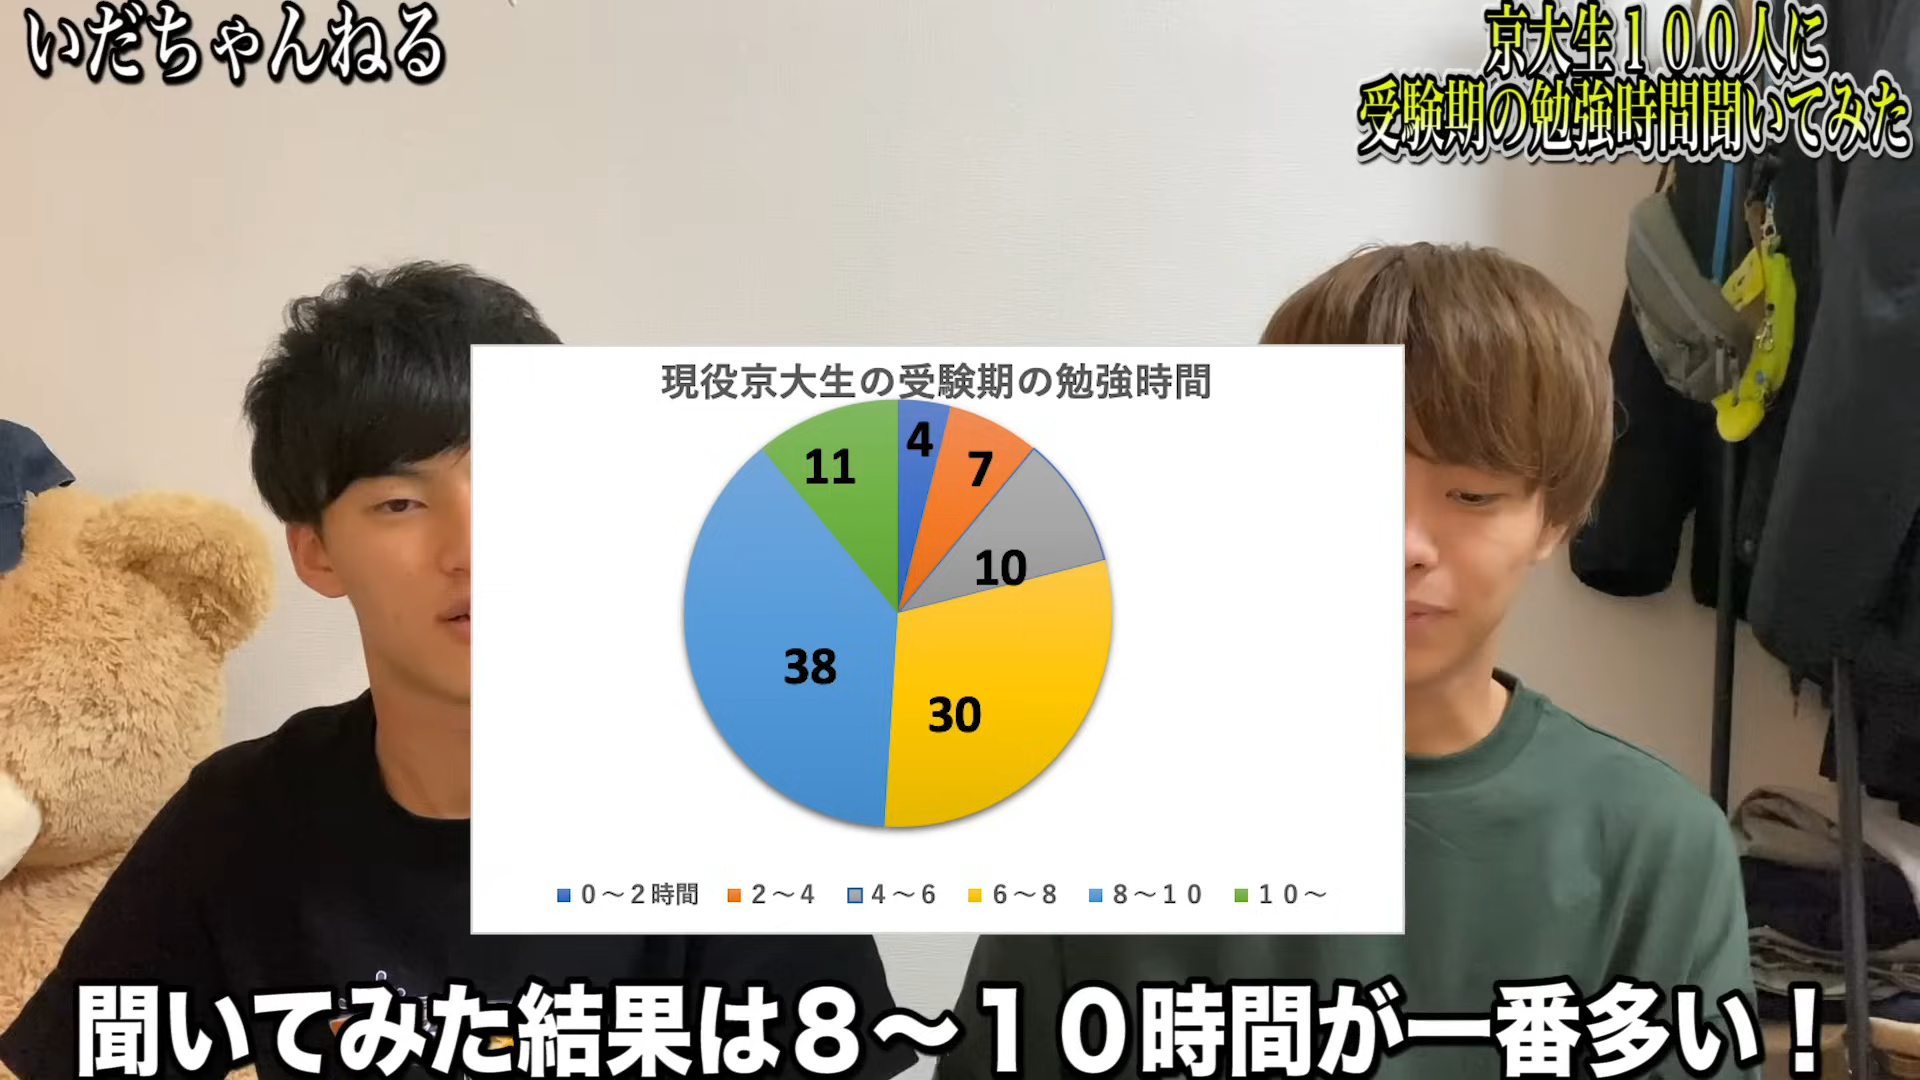 いだちゃんねる
京大生１００人に
受験期の勉強時間聞いてみた
現役京大生の受験期の勉強時間
4
7
10
30
38
11
０～２時間 ２～４ ４～６ ６～８ ８～１０ １０～
聞いてみた結果は８～１０時間が一番多い！